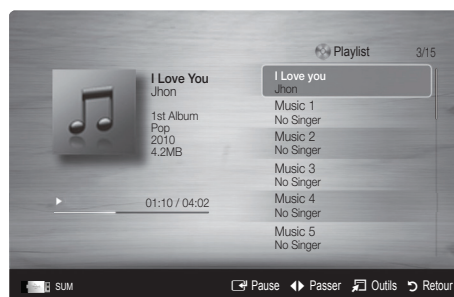 Playlist 3/15
I Love You
Jhon
1st Album
Pop
2010
4.2MB
01:10 / 04:02
I Love you
Jhon
Music 1
No Singer
Music 2
No Singer
Music 3
No Singer
Music 4
No Singer
Music 5
No Singer
SUM Pause Passer Outils Retour